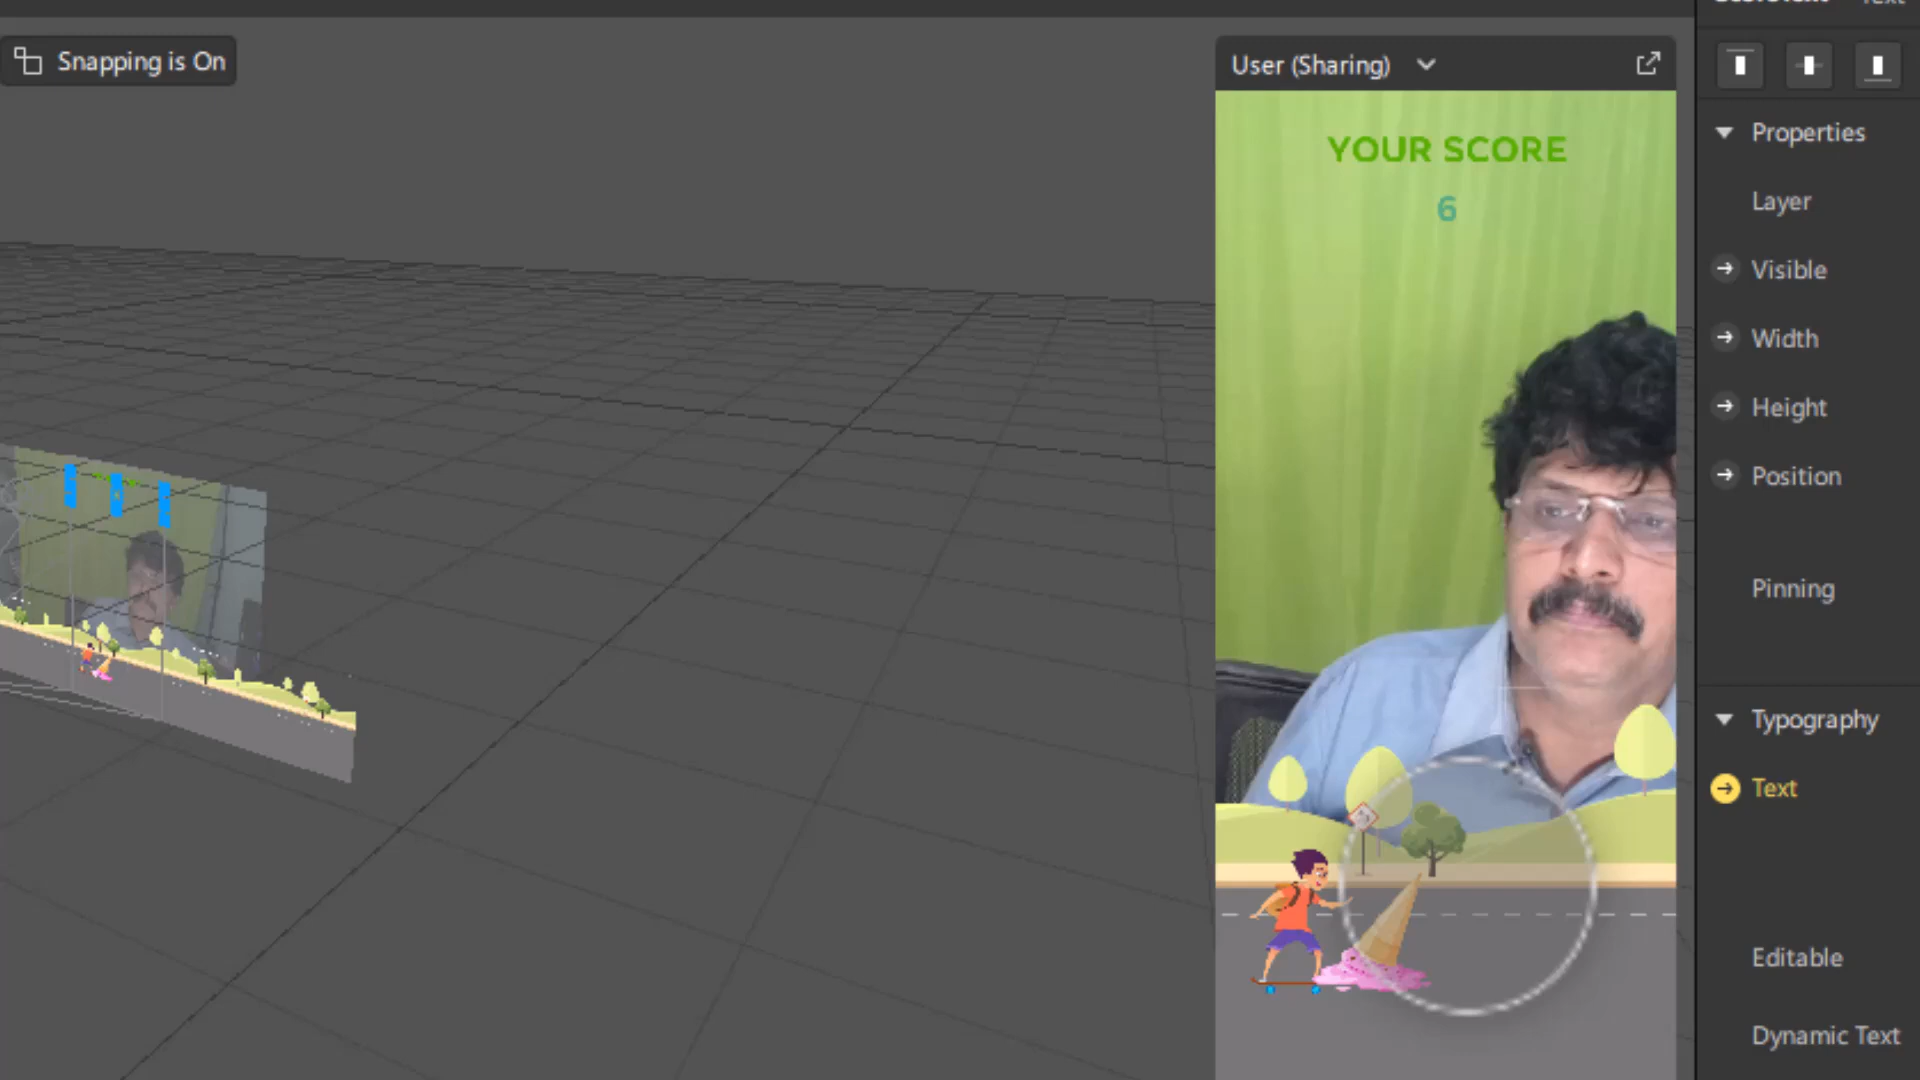 Snapping is On
User (Sharing)
YOUR SCORE
6
Properties
Layer
Visible
Width
Height
Position
Pinning
Typography
Text
Editable
Dynamic Text